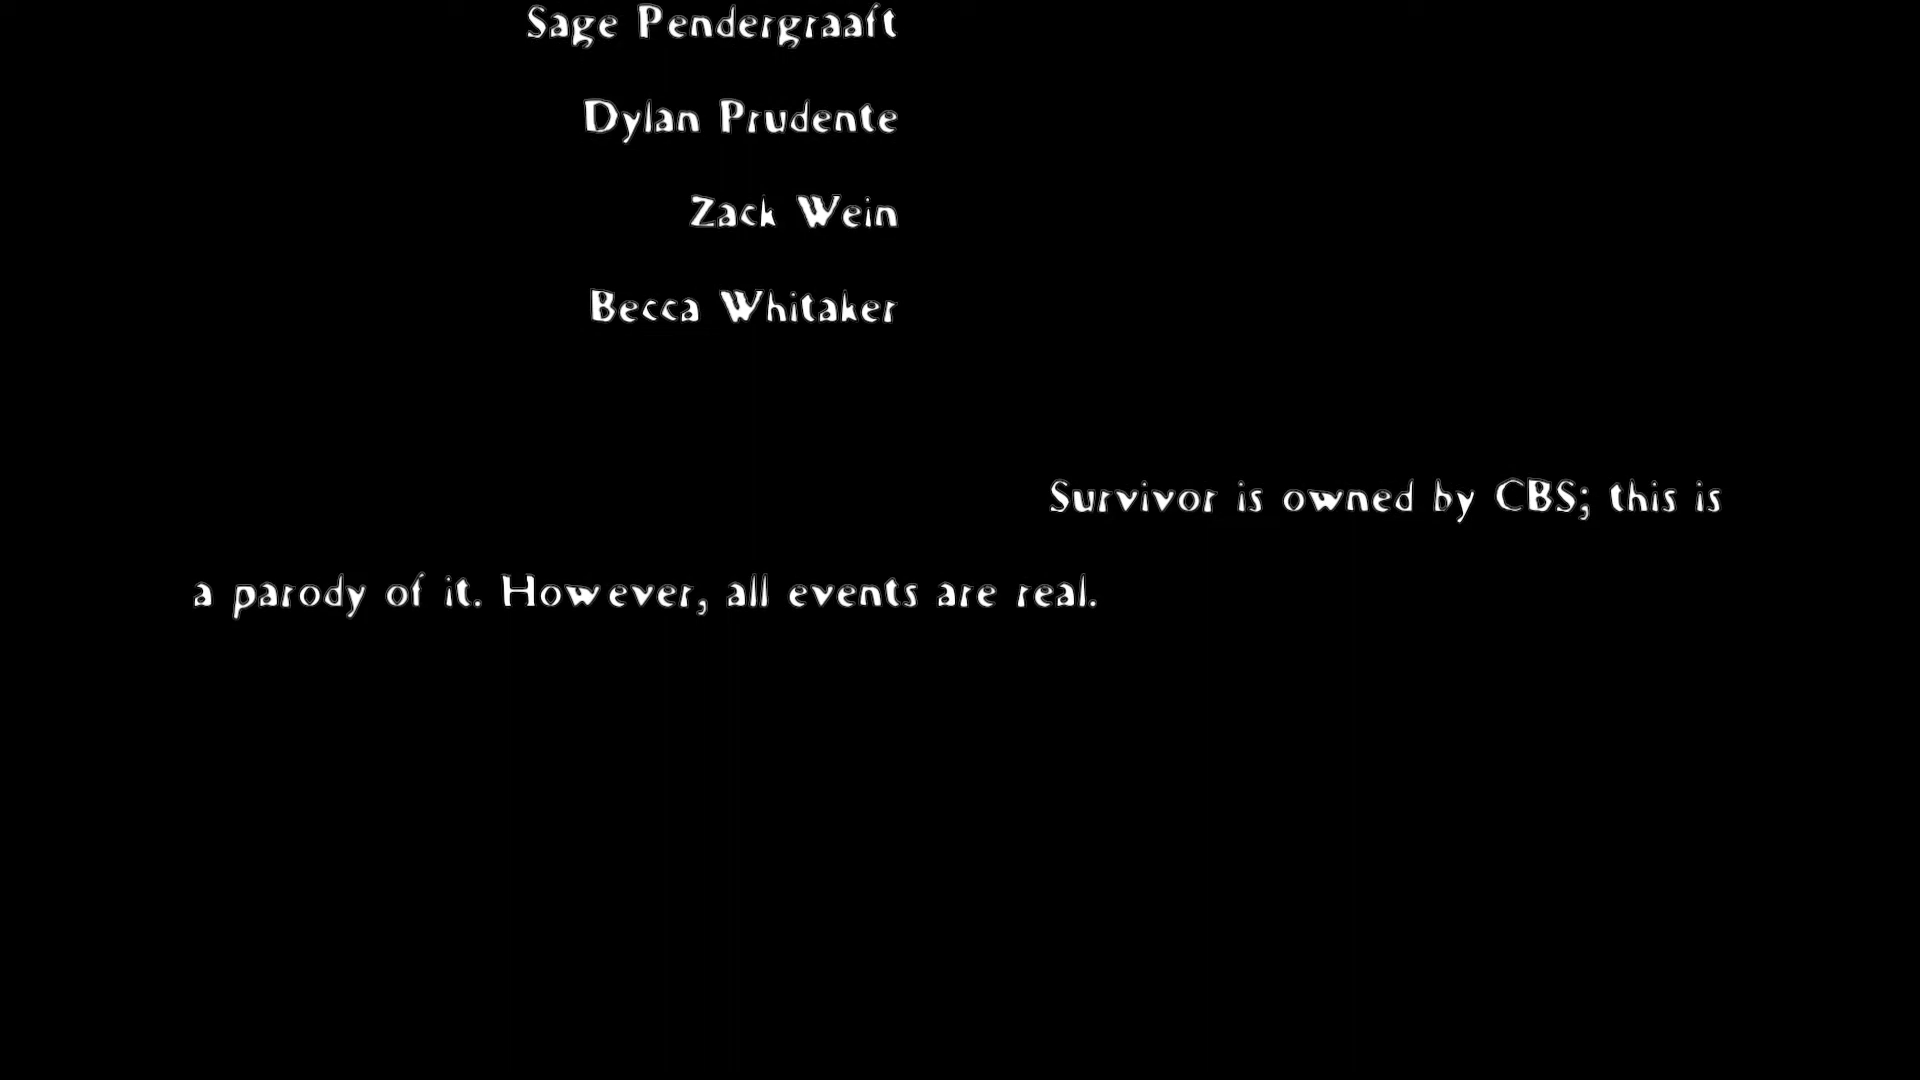 Sage Pendergraaft
Dylan Prudente
Zack Wein
Becca Whitaker
Survivor is owned by CBS; this is
a parody of it. However, all events are real.